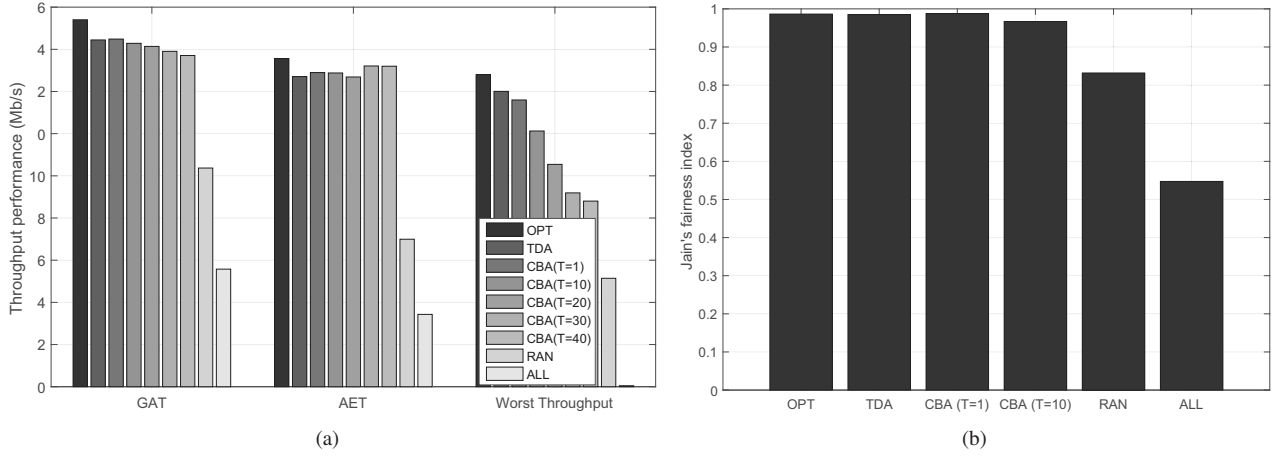 6
4
2
0
10
8
6
4
2
0
Throughput performance (Mb/s)
GAT
AET
Worst Throughput
OPT
TDA
CBA(T=1)
CBA(T=10)
CBA(T=20)
CBA(T=30)
CBA(T=40)
RAN
ALL
(a)
1
0.9
0.8
0.7
0.6
0.5
0.4
0.3
0.2
0.1
0
Jain's fairness index
OPT
TDA
CBA (T=1)
CBA (T=10)
RAN
ALL
(b)